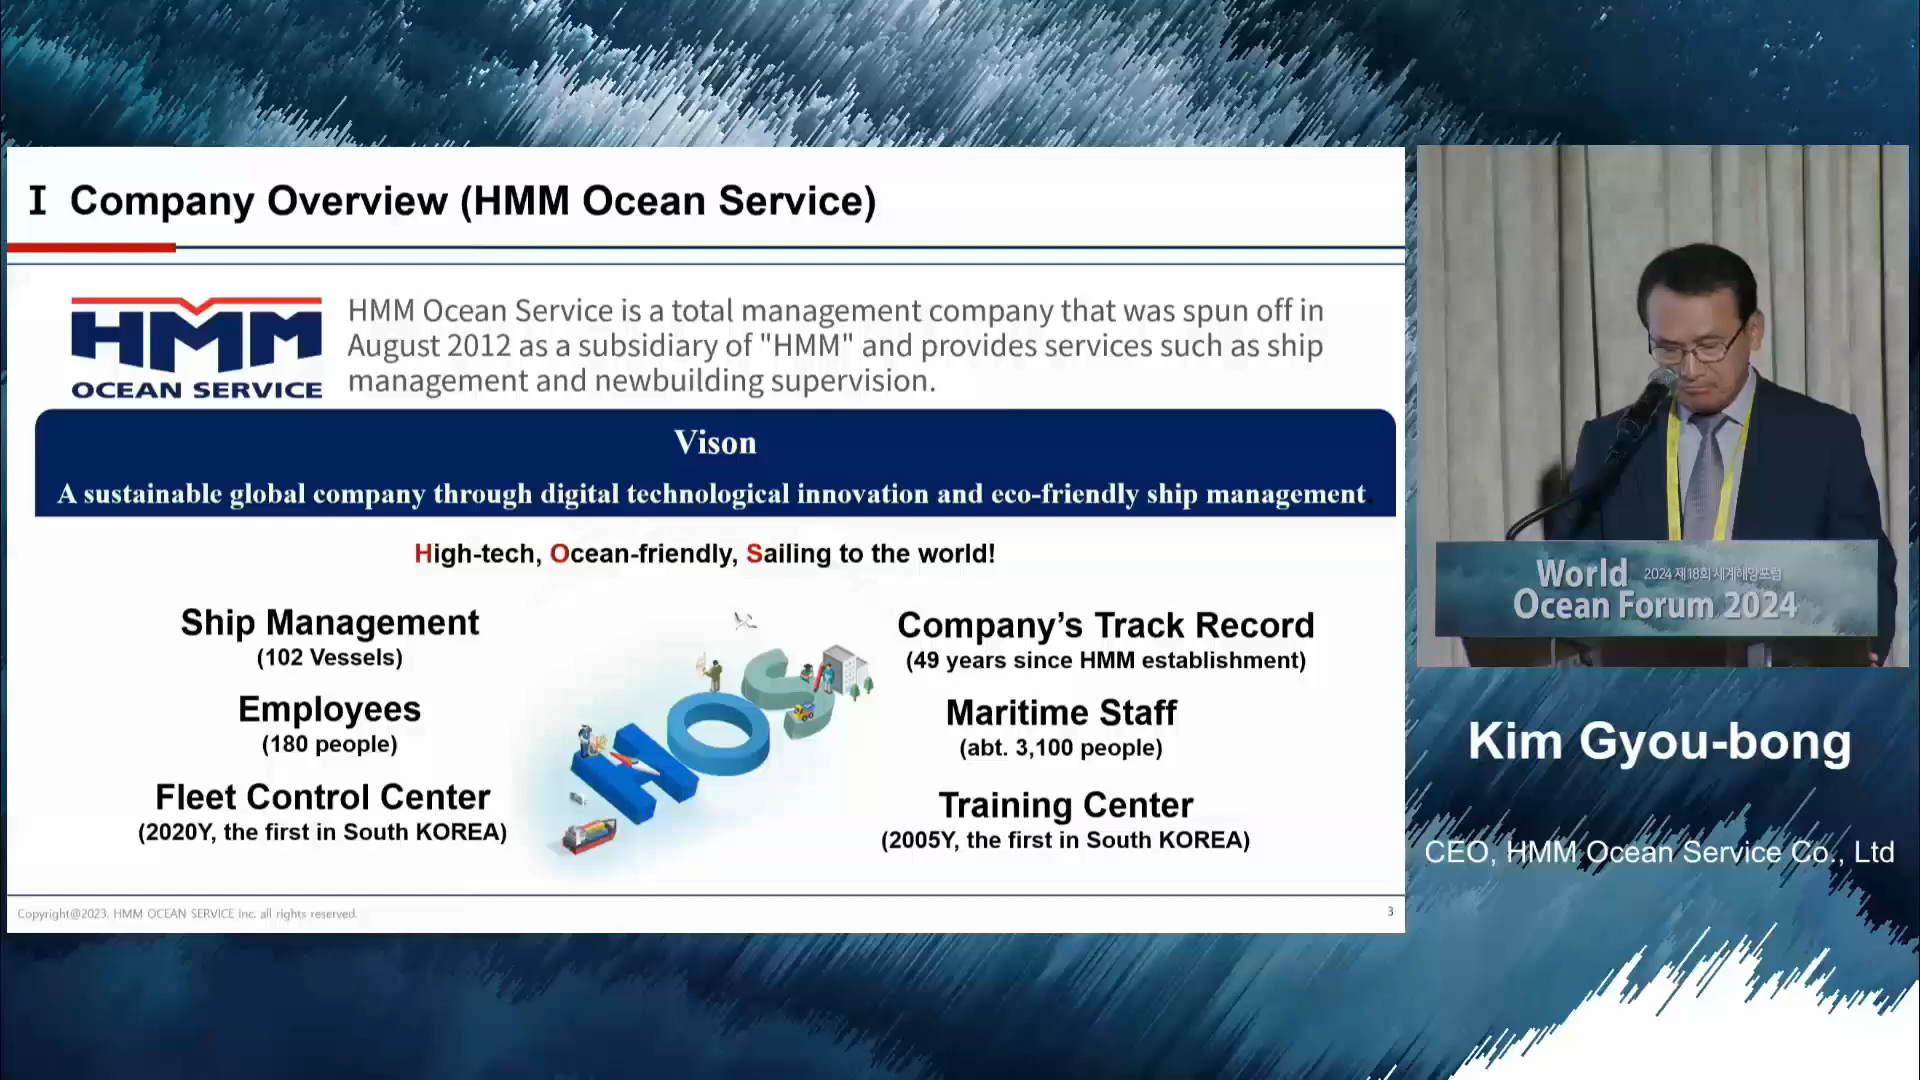 I Company Overview (HMM Ocean Service)
HMM
OCEAN SERVICE
HMM Ocean Service is a total management company that was spun off in
August 2012 as a subsidiary of "HMM" and provides services such as ship
management and newbuilding supervision.
Vison
A sustainable global company through digital technological innovation and eco-friendly ship management.
High-tech, Ocean-friendly, Sailing to the world!
Ship Management
(102 Vessels)
Employees
(180 people)
Fleet Control Center
(2020Y, the first in South KOREA)
HOS
Company’s Track Record
(49 years since HMM establishment)
Maritime Staff
(abt. 3,100 people)
Training Center
(2005Y, the first in South KOREA)
Copyright@2023. HMM OCEAN SERVICE Inc. all rights reserved.
3
World 2024 제18회 세계해양포럼
Ocean Forum 2024
Kim Gyou-bong
CEO, HMM Ocean Service Co., Ltd